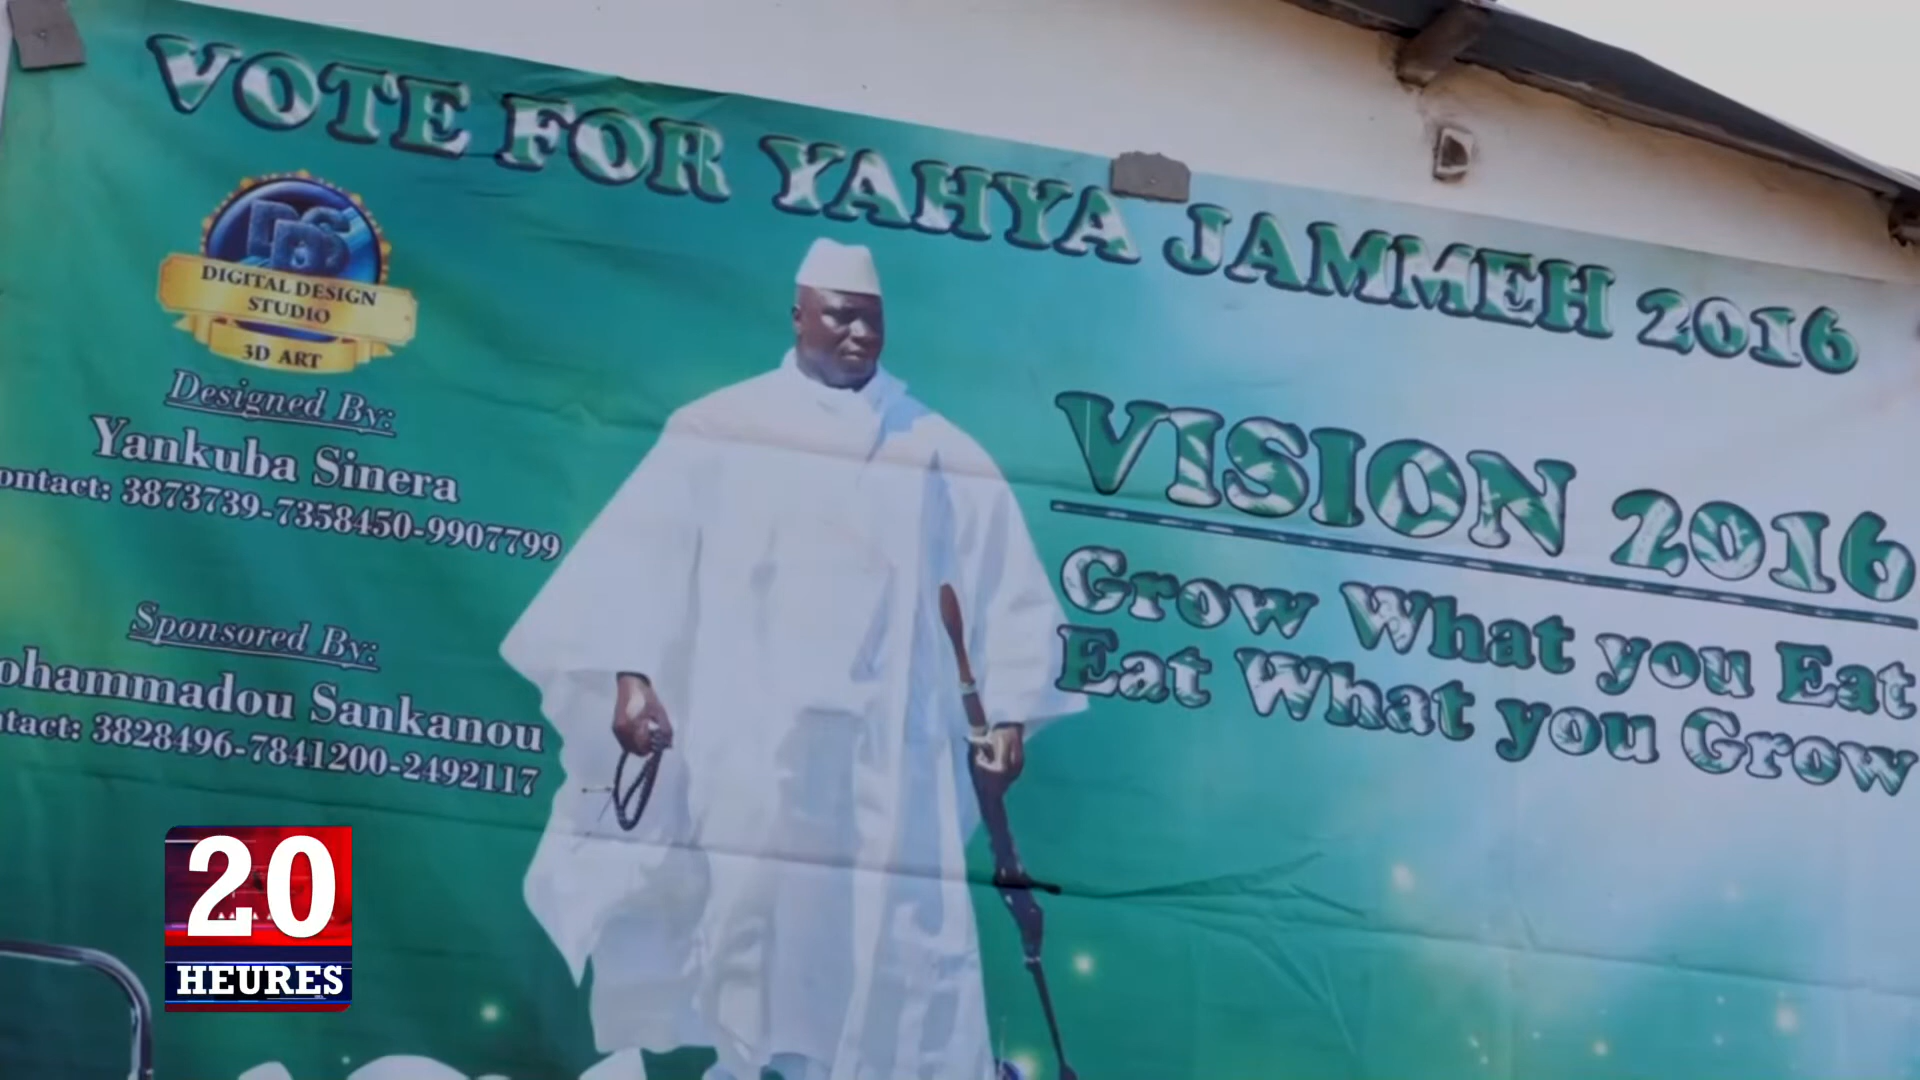 VOTE FOR YAHYA JAMMEH 2016
DIGITAL DESIGN
STUDIO
3D ART
Designed By:
Yankuba Sinera
ontact: 3873739-7358450-9907799
Sponsored By:
ohammadou Sankanou
ntact: 3828496-7841200-2492117
VISION 2016
Grow What you Eat
Eat What you Grow
20
HEURES